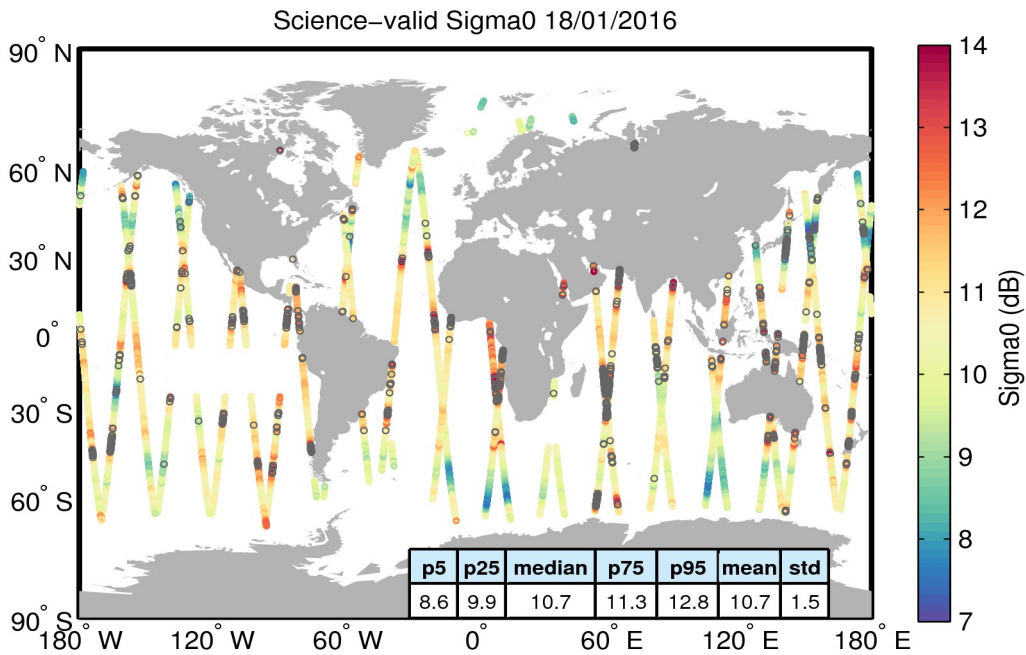 Science−valid Sigma0 18/01/2016
90° N
60° N
30° N
0°
30° S
60° S
90° S
180° W
120° W
60° W
0°
60° E
120° E
180° E
p5 p25 median p75 p95 mean std
8.6 9.9 10.7 11.3 12.8 10.7 1.5
14
13
12
11
10
9
8
7
Sigma0 (dB)